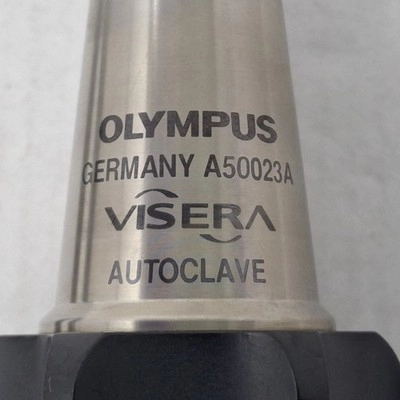 OLYMPUS
GERMANY A50023A
VISERA
AUTOCLAVE